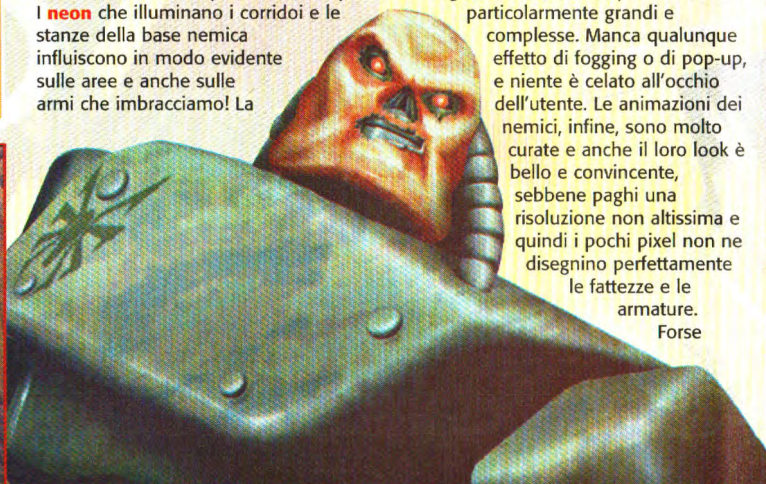 I neon che illuminano i corridoi e le
stanze della base nemica
influiscono in modo evidente
sulle aree e anche sulle
armi che imbracciamo! La
particolarmente grandi e
complesse. Manca qualunque
effetto di fogging o di pop-up,
e niente è celato all'occhio
dell'utente. Le animazioni dei
nemici, infine, sono molto
curate e anche il loro look è
bello e convincente,
sebbene paghi una
risoluzione non altissima e
quindi i pochi pixel non ne
disegnino perfettamente
le fattezze e le
armature.
Forse